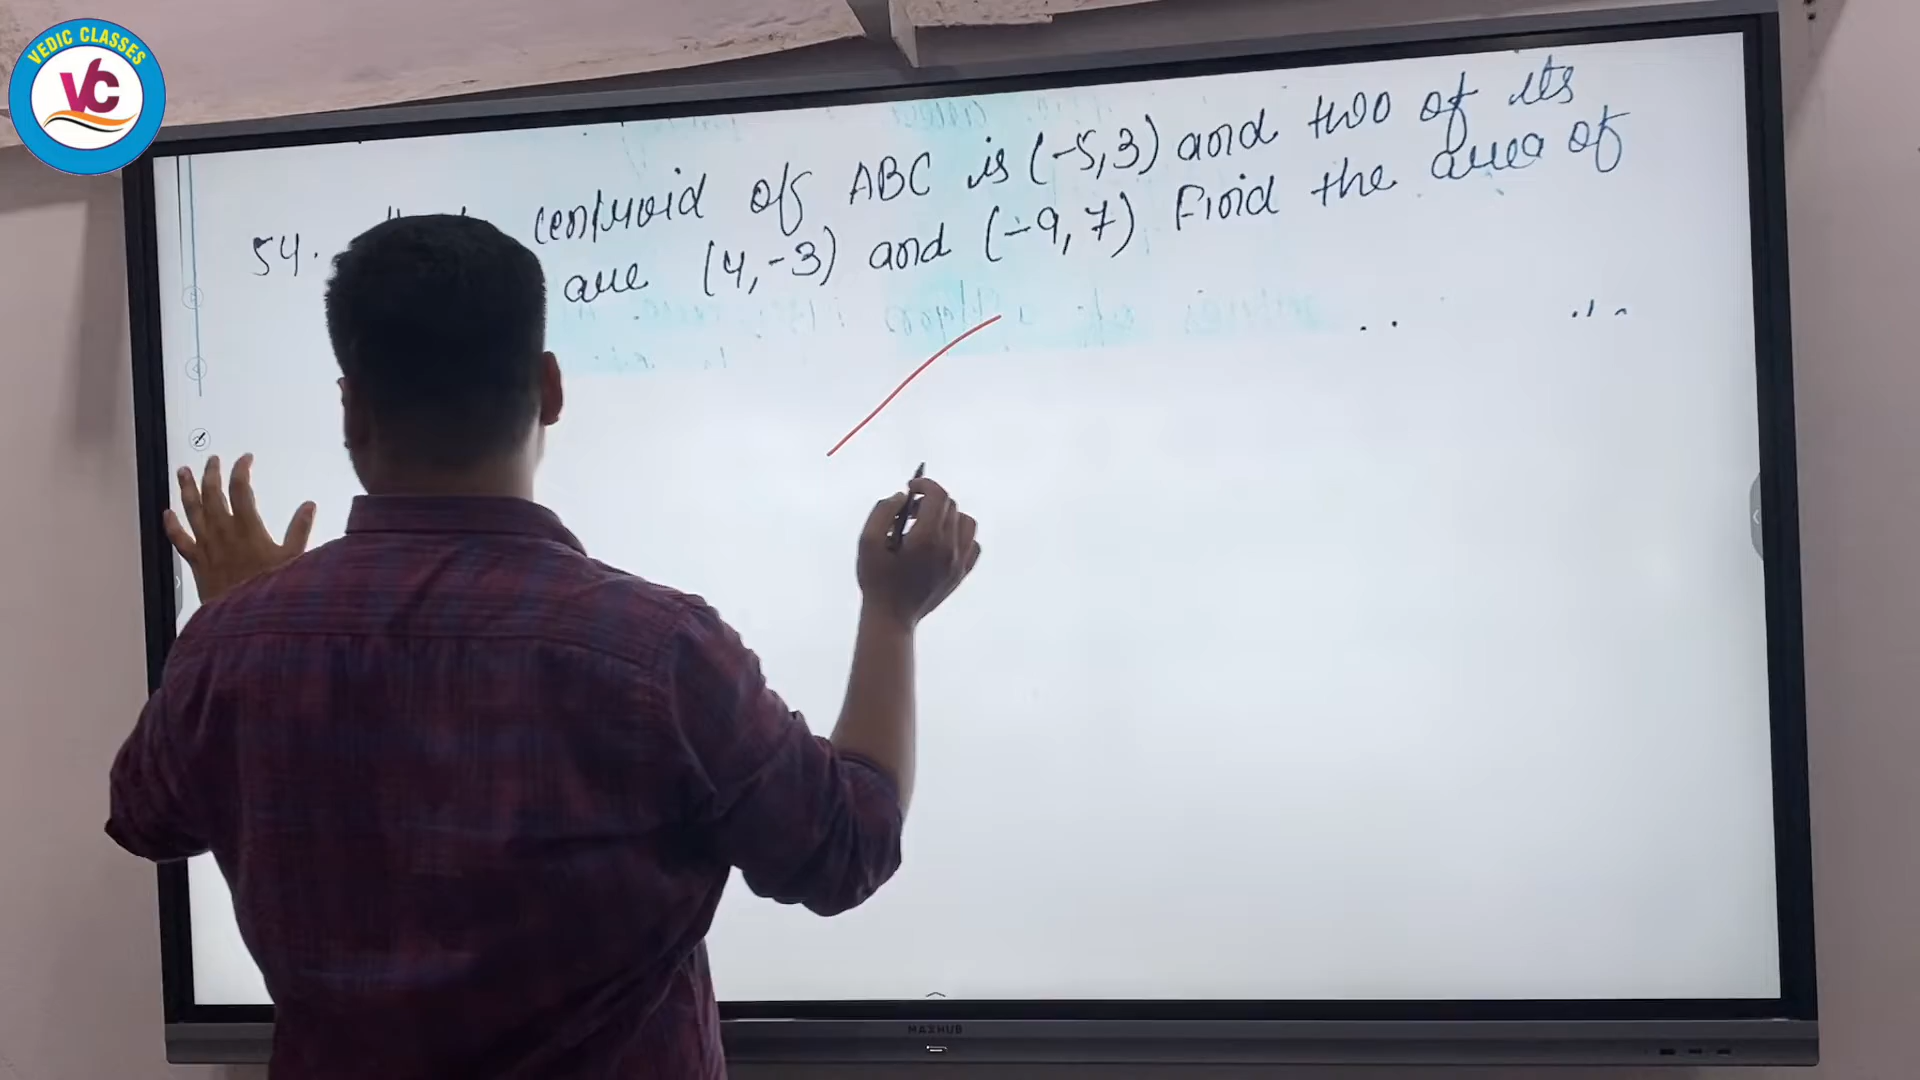 VEDIC CLASSES
VC
54. centroid of ABC is (-5,3) and two of its
are (4,-3) and (-9,7) Find the area of
MAXHUB